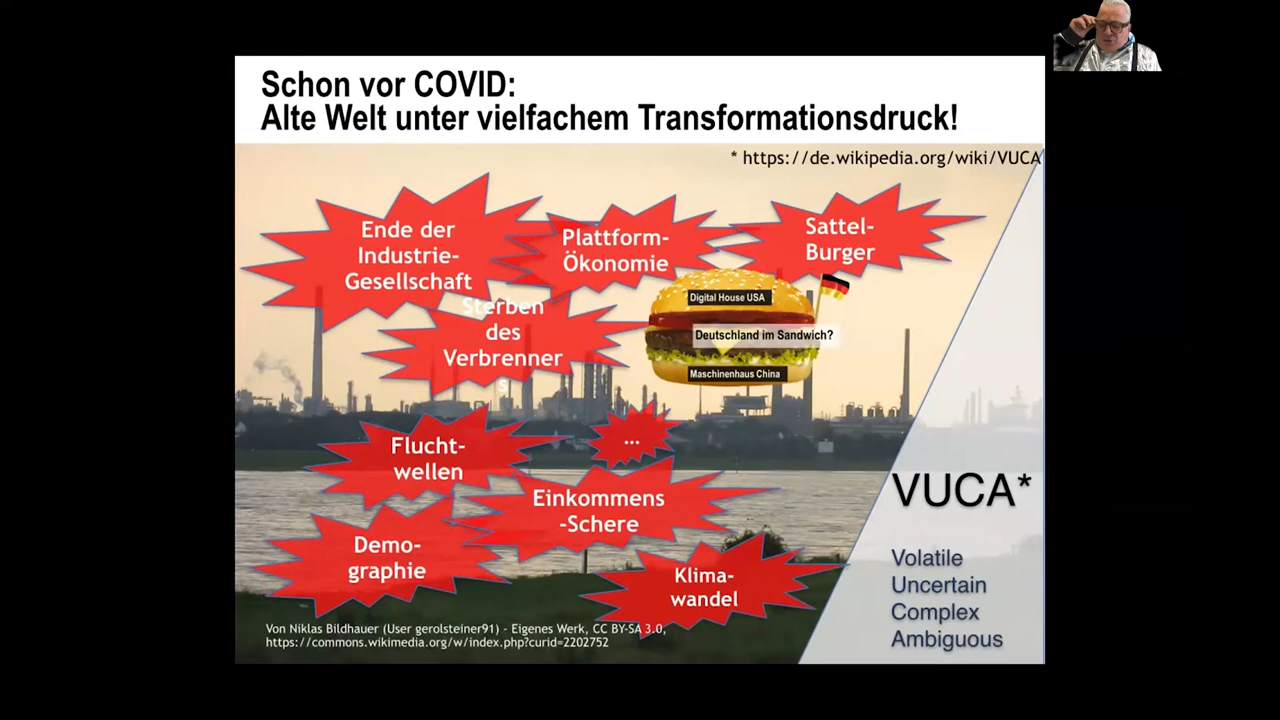 Schon vor COVID:
Alte Welt unter vielfachem Transformationsdruck!
* https://de.wikipedia.org/wiki/VUCA
Ende der
Industrie-
Gesellschaft
Plattform-
Ökonomie
Sattel-
Burger
Sterben
des
Verbrenner
s
Digital House USA
Deutschland im Sandwich?
Maschinenhaus China
Flucht-
wellen
...
Einkommens
-Schere
Demo-
graphie
Klima-
wandel
VUCA*
Volatile
Uncertain
Complex
Ambiguous
Von Niklas Bildhauer (User gerolsteiner91) - Eigenes Werk, CC BY-SA 3.0,
https://commons.wikimedia.org/w/index.php?curid=2202752